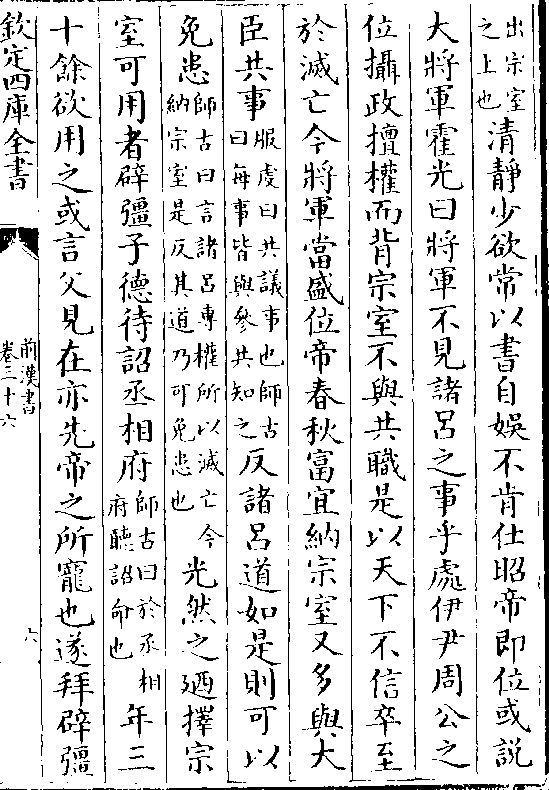 出宗室
之上也清靜少欲常以書自娛不肯仕昭帝即位或說
大將軍霍光曰將軍不見諸呂之事乎處伊尹周公之
位攝政擅權而背宗室不與共職是以天下不信卒至
於滅亡今將軍當盛位帝春秋富宜納宗室又多與大
臣共事服虔曰共議事也師古
曰每事皆與參共知之反諸呂道如是則可以
免患師古曰言諸呂專權所以滅亡今
納宗室是反其道乃可免患也光然之廼擇宗
室可用者辟彊子德待詔丞相府師古曰於丞相
府聽詔命也年三
十餘欲用之或言父見在亦先帝之所寵也遂拜辟彊
欽定四庫全書
前漢書
卷三十六
六